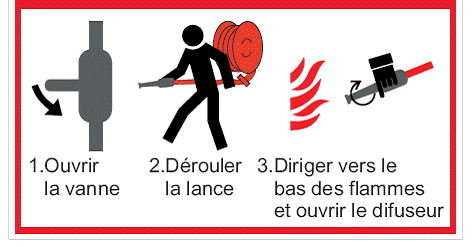 1.Ouvrir
la vanne
2.Dérouler
la lance
3.Diriger vers le
bas des flammes
et ouvrir le difuseur